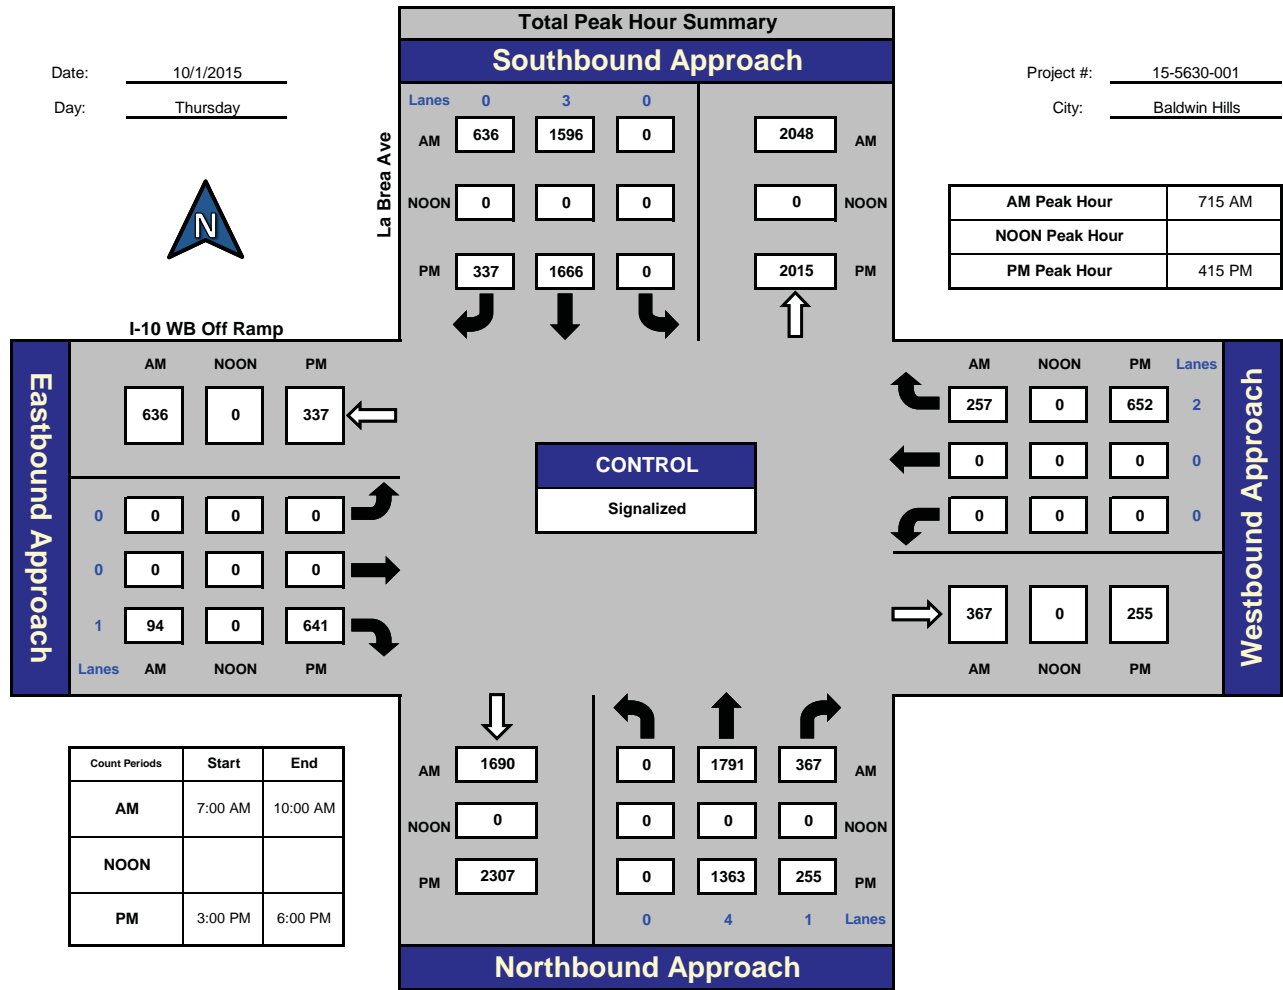 Total Peak Hour Summary
Southbound Approach
Date: 10/1/2015
Day: Thursday
Project #: 15-5630-001
City: Baldwin Hills
N
La Brea Ave
Lanes 0 3 0
AM 636 1596 0 2048 AM
NOON 0 0 0 0 NOON
PM 337 1666 0 2015 PM
AM Peak Hour 715 AM
NOON Peak Hour
PM Peak Hour 415 PM
I-10 WB Off Ramp
Eastbound Approach
AM NOON PM
636 0 337
0 0 0 0
0 0 0 0
1 94 0 641
Lanes AM NOON PM
CONTROL
Signalized
AM NOON PM Lanes
257 0 652 2
0 0 0 0
0 0 0 0
367 0 255
AM NOON PM
Westbound Approach
Count Periods Start End
AM 7:00 AM 10:00 AM
NOON
PM 3:00 PM 6:00 PM
AM 1690 0 1791 367 AM
NOON 0 0 0 0 NOON
PM 2307 0 1363 255 PM
0 4 1 Lanes
Northbound Approach